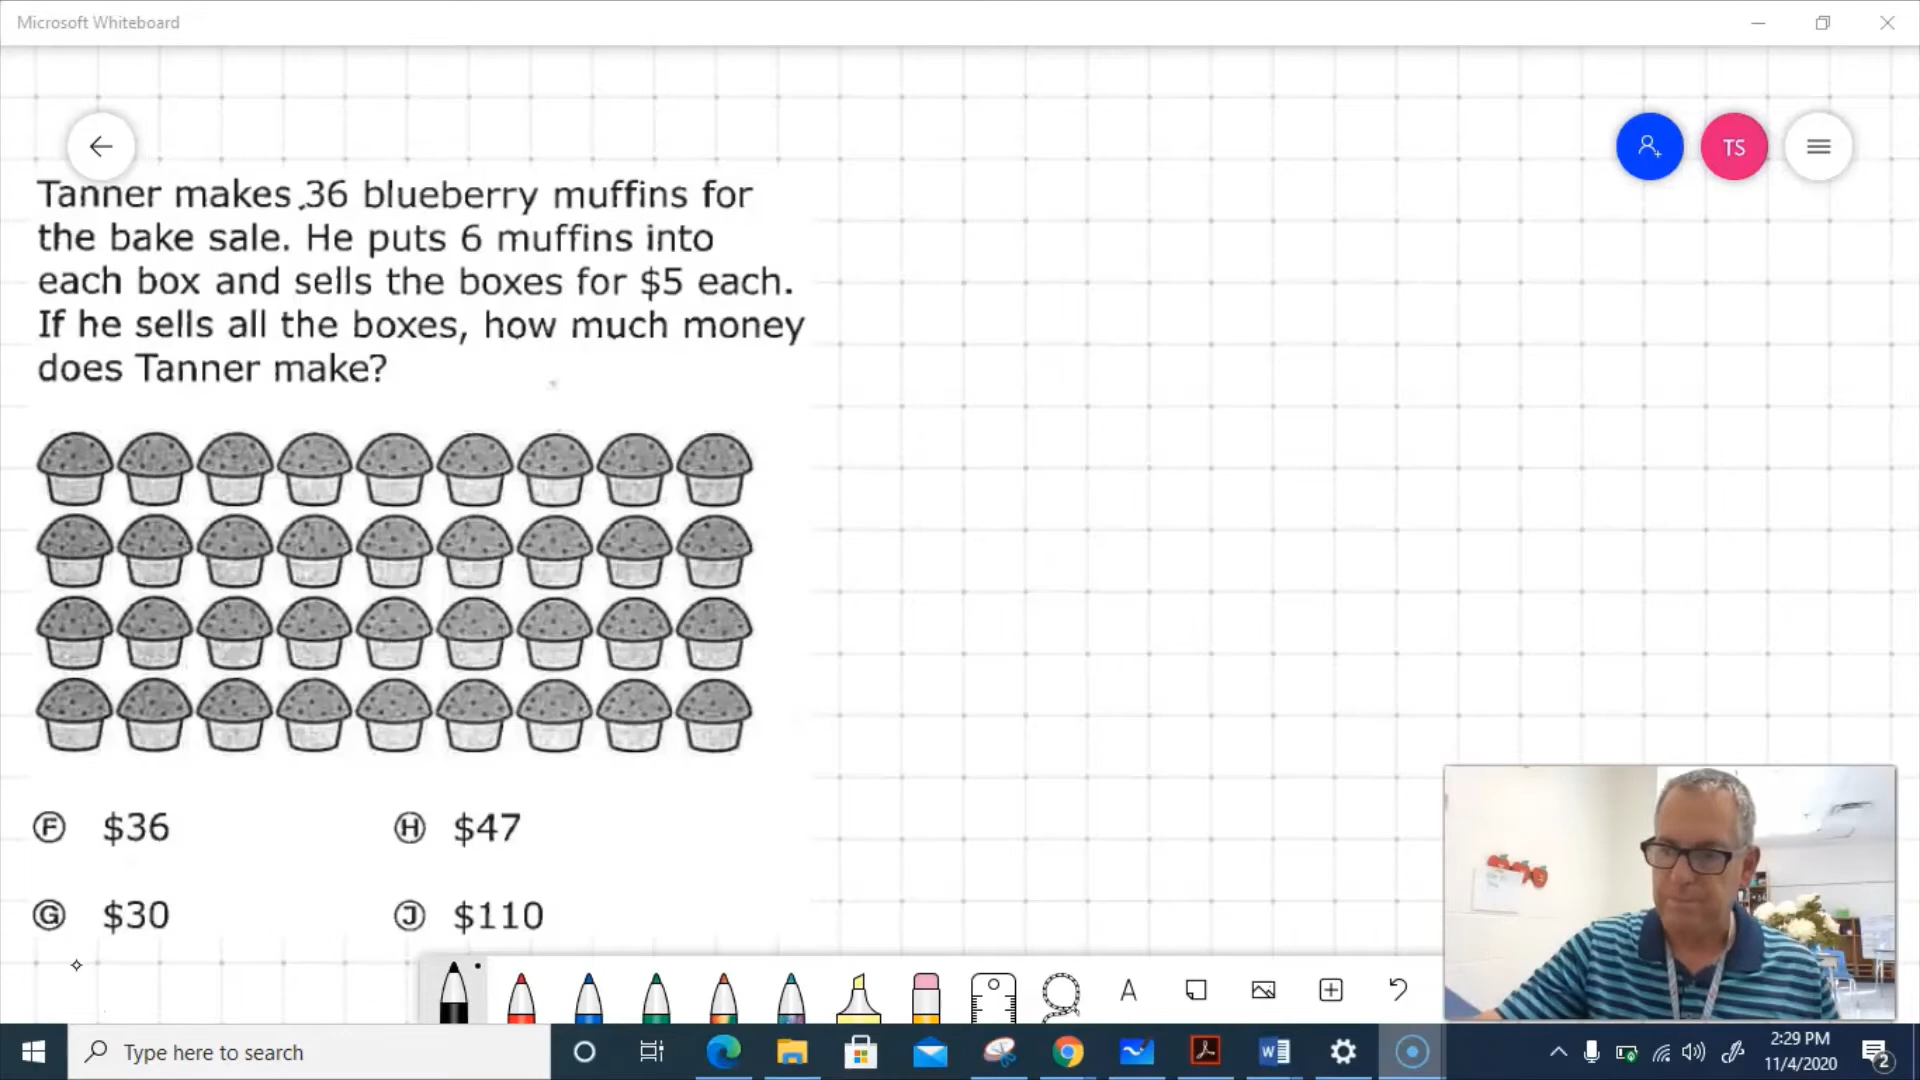 Microsoft Whiteboard
TS
Tanner makes 36 blueberry muffins for
the bake sale. He puts 6 muffins into
each box and sells the boxes for $5 each.
If he sells all the boxes, how much money
does Tanner make?
F $36
H $47
G $30
J $110
A
Type here to search
2:29 PM
11/4/2020
2